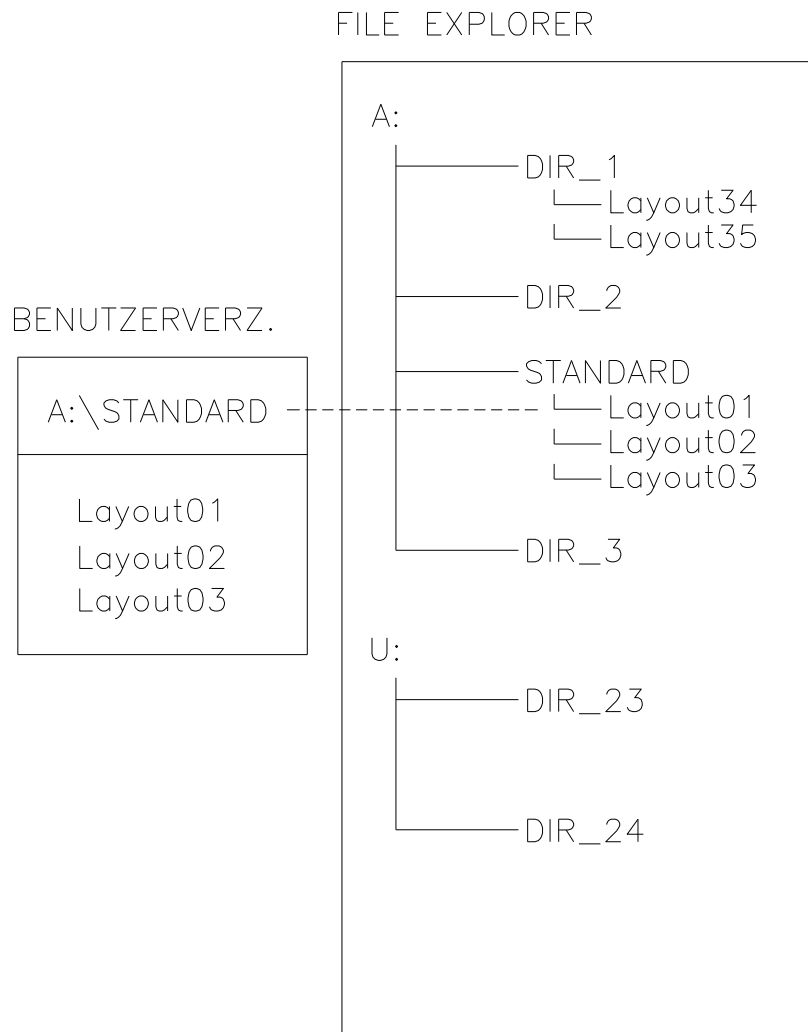 FILE EXPLORER
A:
DIR_1
Layout34
Layout35
DIR_2
STANDARD
Layout01
Layout02
Layout03
DIR_3
U:
DIR_23
DIR_24
BENUTZERVERZ.
A:\STANDARD
Layout01
Layout02
Layout03